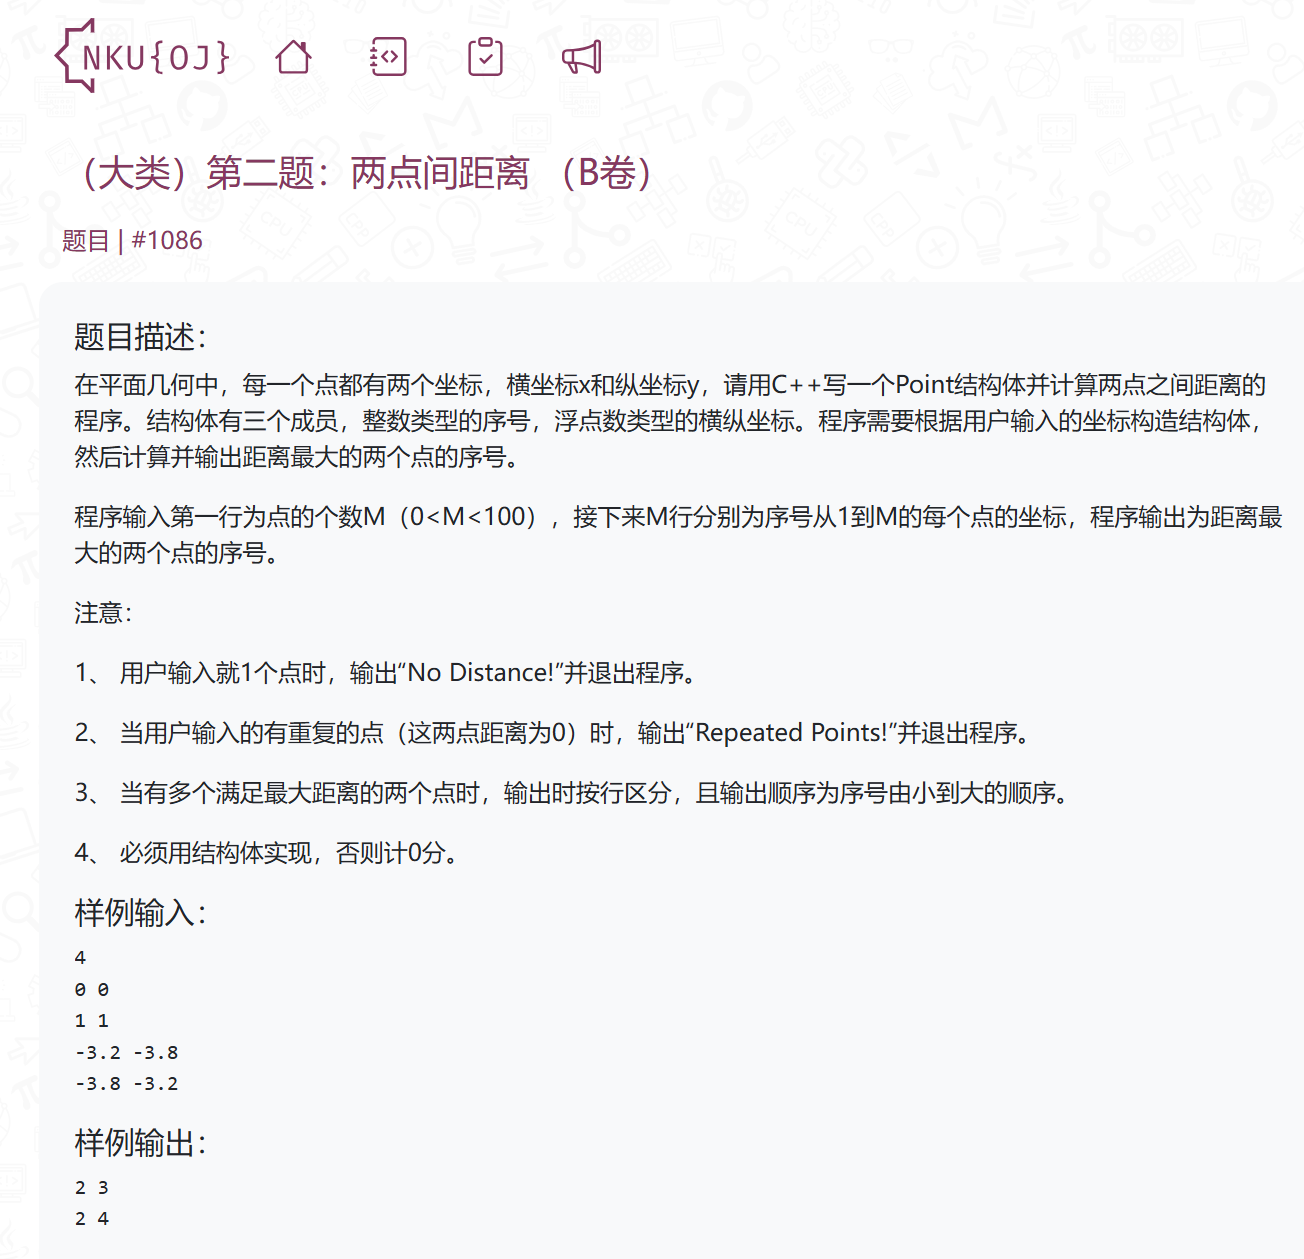 NKU{OJ}
（大类）第二题：两点间距离 （B卷）
题目 | #1086
题目描述：
在平面几何中，每一个点都有两个坐标，横坐标x和纵坐标y，请用C++写一个Point结构体并计算两点之间距离的
程序。结构体有三个成员，整数类型的序号，浮点数类型的横纵坐标。程序需要根据用户输入的坐标构造结构体，
然后计算并输出距离最大的两个点的序号。
程序输入第一行为点的个数M（0<M<100），接下来M行分别为序号从1到M的每个点的坐标，程序输出为距离最
大的两个点的序号。
注意：
1、 用户输入就1个点时，输出“No Distance!”并退出程序。
2、 当用户输入的有重复的点（这两点距离为0）时，输出“Repeated Points!”并退出程序。
3、 当有多个满足最大距离的两个点时，输出时按行区分，且输出顺序为序号由小到大的顺序。
4、 必须用结构体实现，否则计0分。
样例输入：
4
0 0
1 1
-3.2 -3.8
-3.8 -3.2
样例输出：
2 3
2 4